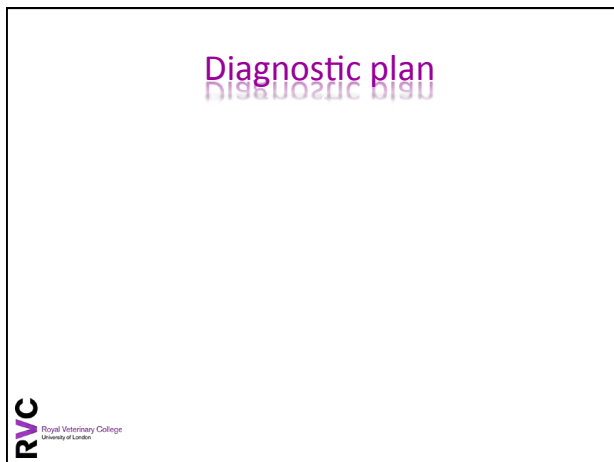 Diagnostic plan
RVC
Royal Veterinary College
University of London